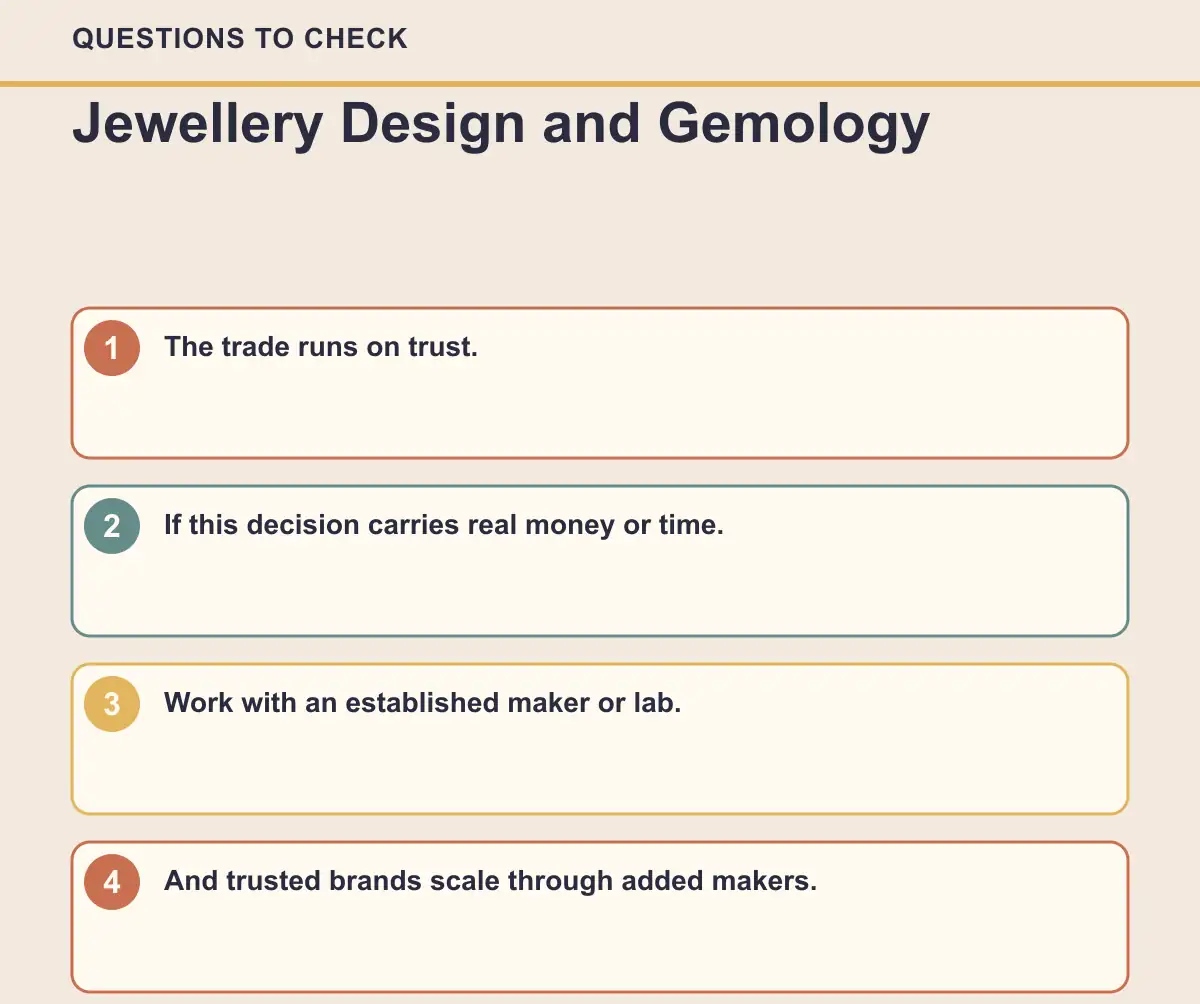 QUESTIONS TO CHECK
Jewellery Design and Gemology
1 The trade runs on trust.
2 If this decision carries real money or time.
3 Work with an established maker or lab.
4 And trusted brands scale through added makers.